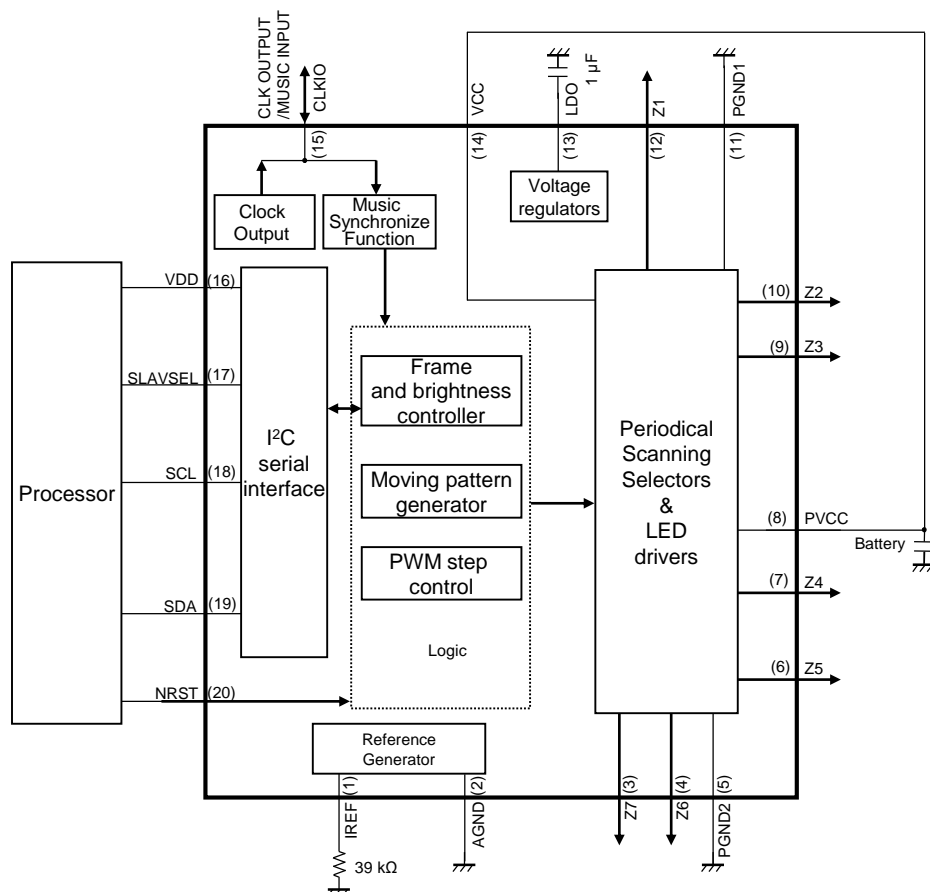 CLK OUTPUT
/MUSIC INPUT
CLKIO
(15)
VCC
(14)
LDO
1 µF
(13)
Z1
(12)
PGND1
(11)
Clock
Output
Music
Synchronize
Function
Voltage
regulators
Processor
VDD
(16)
SLAVSEL
(17)
SCL
(18)
SDA
(19)
NRST
(20)
I²C
serial
interface
Frame
and brightness
controller
Moving pattern
generator
PWM step
control
Logic
Periodical
Scanning
Selectors
&
LED
drivers
(10)
Z2
(9)
Z3
(8)
PVCC
Battery
(7)
Z4
(6)
Z5
Reference
Generator
(1)
IREF
39 kΩ
(2)
AGND
(3)
Z7
(4)
Z6
(5)
PGND2